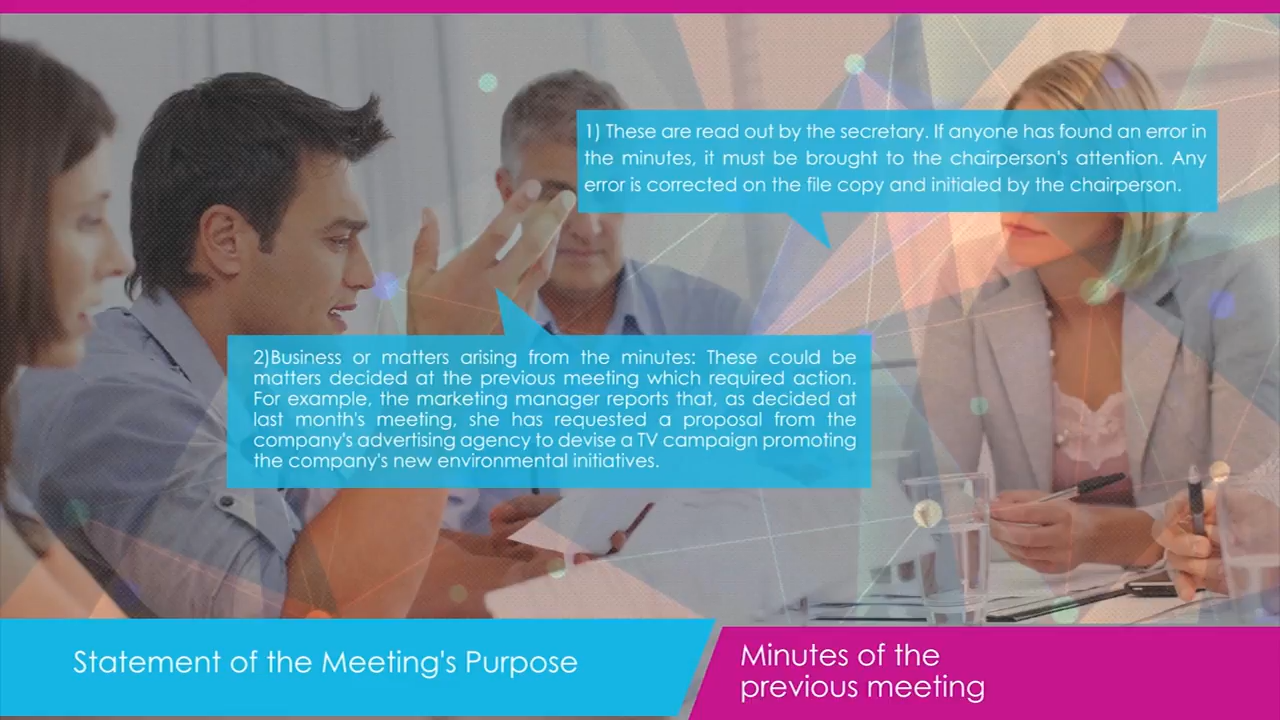 1) These are read out by the secretary. If anyone has found an error in
the minutes, it must be brought to the chairperson's attention. Any
error is corrected on the file copy and initialed by the chairperson.
2)Business or matters arising from the minutes: These could be
matters decided at the previous meeting which required action.
For example, the marketing manager reports that, as decided at
last month's meeting, she has requested a proposal from the
company's advertising agency to devise a TV campaign promoting
the company's new environmental initiatives.
Statement of the Meeting's Purpose
Minutes of the
previous meeting